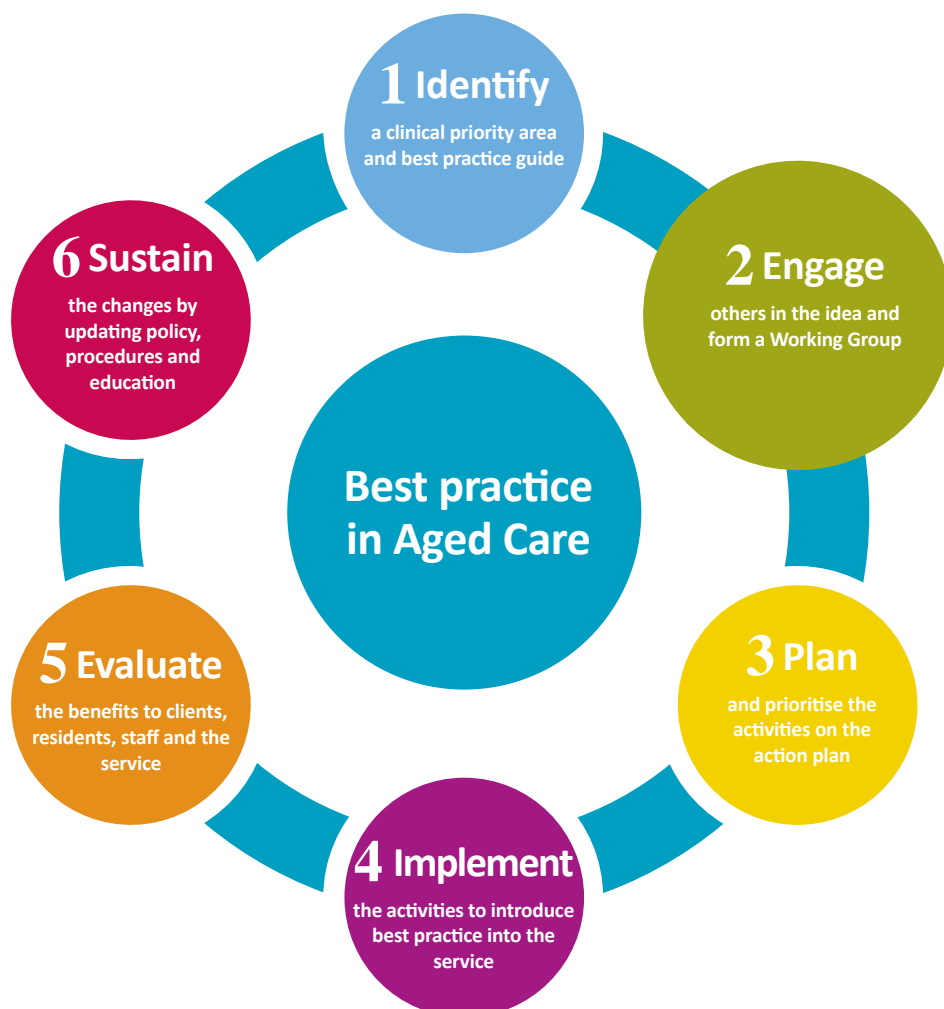 1 Identify
a clinical priority area
and best practice guide
2 Engage
others in the idea and
form a Working Group
3 Plan
and prioritise the
activities on the
action plan
4 Implement
the activities to introduce
best practice into the
service
5 Evaluate
the benefits to clients,
residents, staff and the
service
6 Sustain
the changes by
updating policy,
procedures and
education
Best practice
in Aged Care